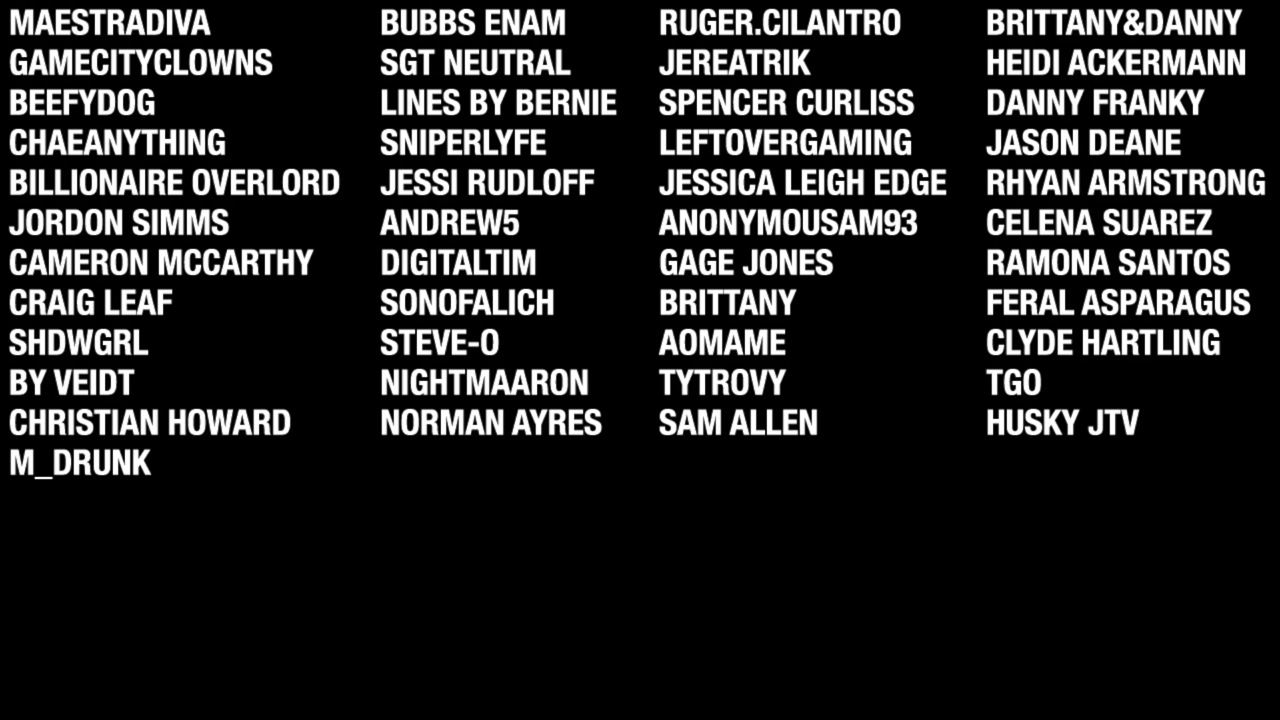 MAESTRADIVA
GAMECITYCLOWNS
BEEFYDOG
CHAEANYTHING
BILLIONAIRE OVERLORD
JORDON SIMMS
CAMERON MCCARTHY
CRAIG LEAF
SHDWGRL
BY VEIDT
CHRISTIAN HOWARD
M_DRUNK
BUBBS ENAM
SGT NEUTRAL
LINES BY BERNIE
SNIPERLYFE
JESSI RUDLOFF
ANDREW5
DIGITALTIM
SONOFALICH
STEVE-O
NIGHTMAARON
NORMAN AYRES
RUGER.CILANTRO
JEREATRIK
SPENCER CURLISS
LEFTOVERGAMING
JESSICA LEIGH EDGE
ANONYMOUSAM93
GAGE JONES
BRITTANY
AOMAME
TYTROVY
SAM ALLEN
BRITTANY&DANNY
HEIDI ACKERMANN
DANNY FRANKY
JASON DEANE
RHYAN ARMSTRONG
CELENA SUAREZ
RAMONA SANTOS
FERAL ASPARAGUS
CLYDE HARTLING
TGO
HUSKY JTV